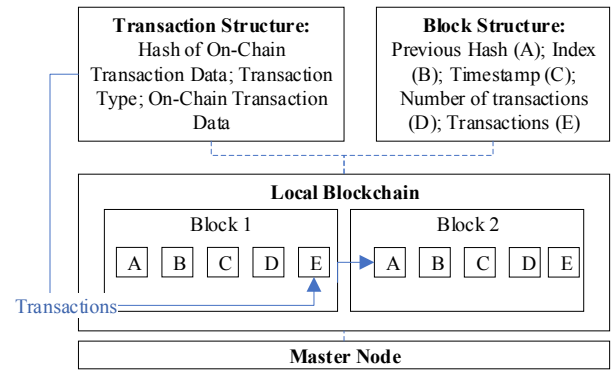 Transaction Structure:
Hash of On-Chain
Transaction Data; Transaction
Type; On-Chain Transaction
Data
Block Structure:
Previous Hash (A); Index
(B); Timestamp (C);
Number of transactions
(D); Transactions (E)
Local Blockchain
Block 1
A B C D E
Block 2
A B C D E
Transactions
Master Node